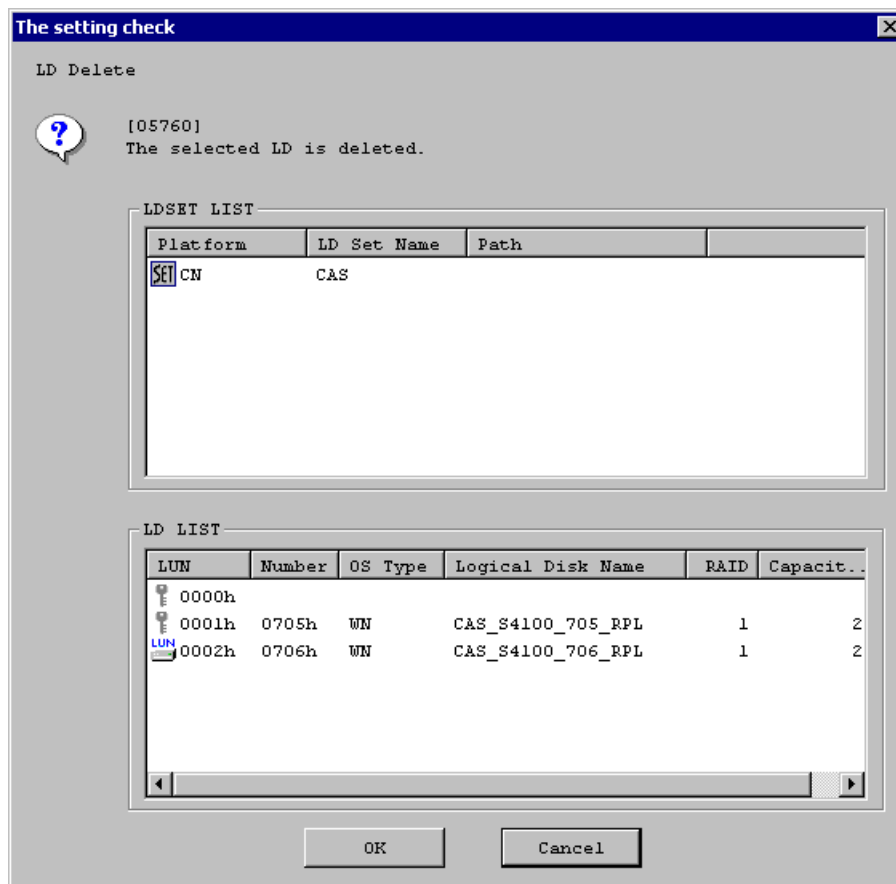 The setting check
LD Delete
?
[05760]
The selected LD is deleted.
LDSET LIST
Platform LD Set Name Path
SET CN CAS
LD LIST
LUN Number OS Type Logical Disk Name RAID Capacit..
0000h
0001h 0705h WN CAS_S4100_705_RPL 1 2
LUN 0002h 0706h WN CAS_S4100_706_RPL 1 2
OK Cancel